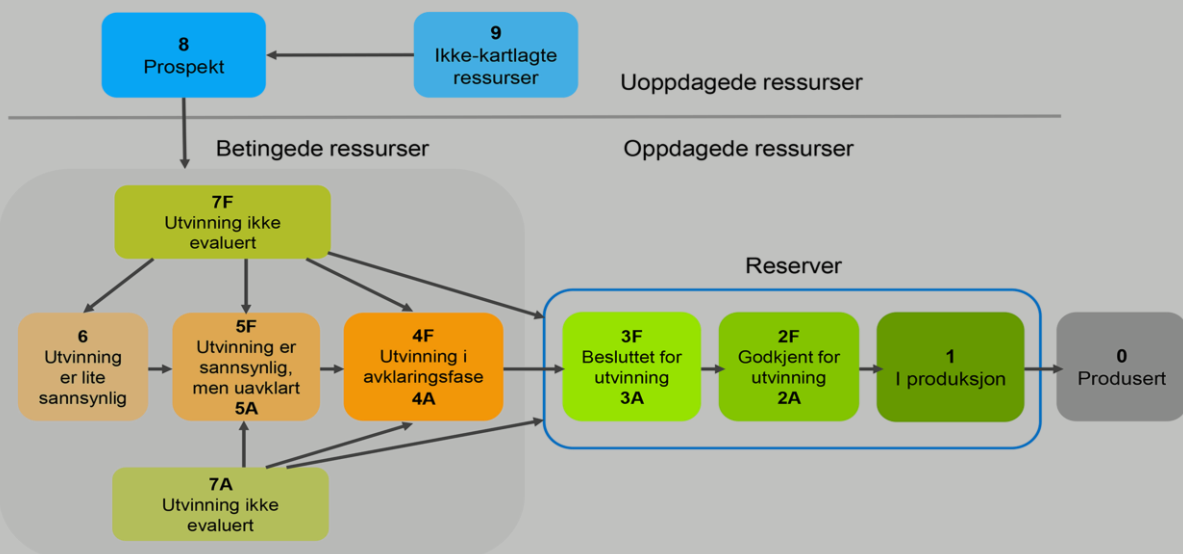 8
Prospekt
9
Ikke-kartlagte
ressurser
Uoppdagede ressurser
Betingede ressurser
Oppdagede ressurser
7F
Utvinning ikke
evaluert
Reserver
6
Utvinning
er lite
sannsynlig
5F
Utvinning er
sannsynlig,
men uavklart
5A
4F
Utvinning i
avklaringsfase
4A
3F
Besluttet for
utvinning
3A
2F
Godkjent for
utvinning
2A
1
I produksjon
0
Produsert
7A
Utvinning ikke
evaluert